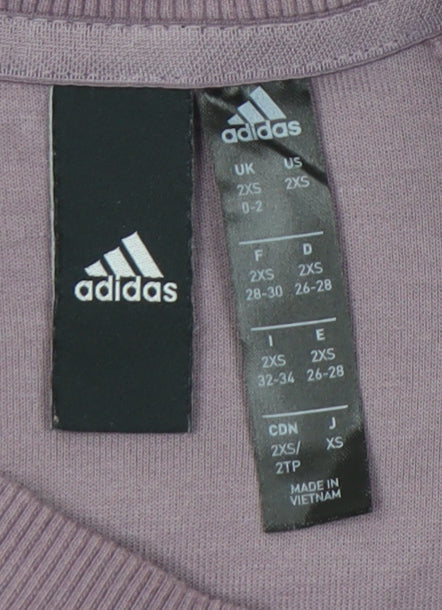 adidas
adidas
UK US
2XS 2XS
0-2
F D
2XS 2XS
28-30 26-28
I E
2XS 2XS
32-34 26-28
CDN J
2XS/ XS
2TP
MADE IN
VIETNAM